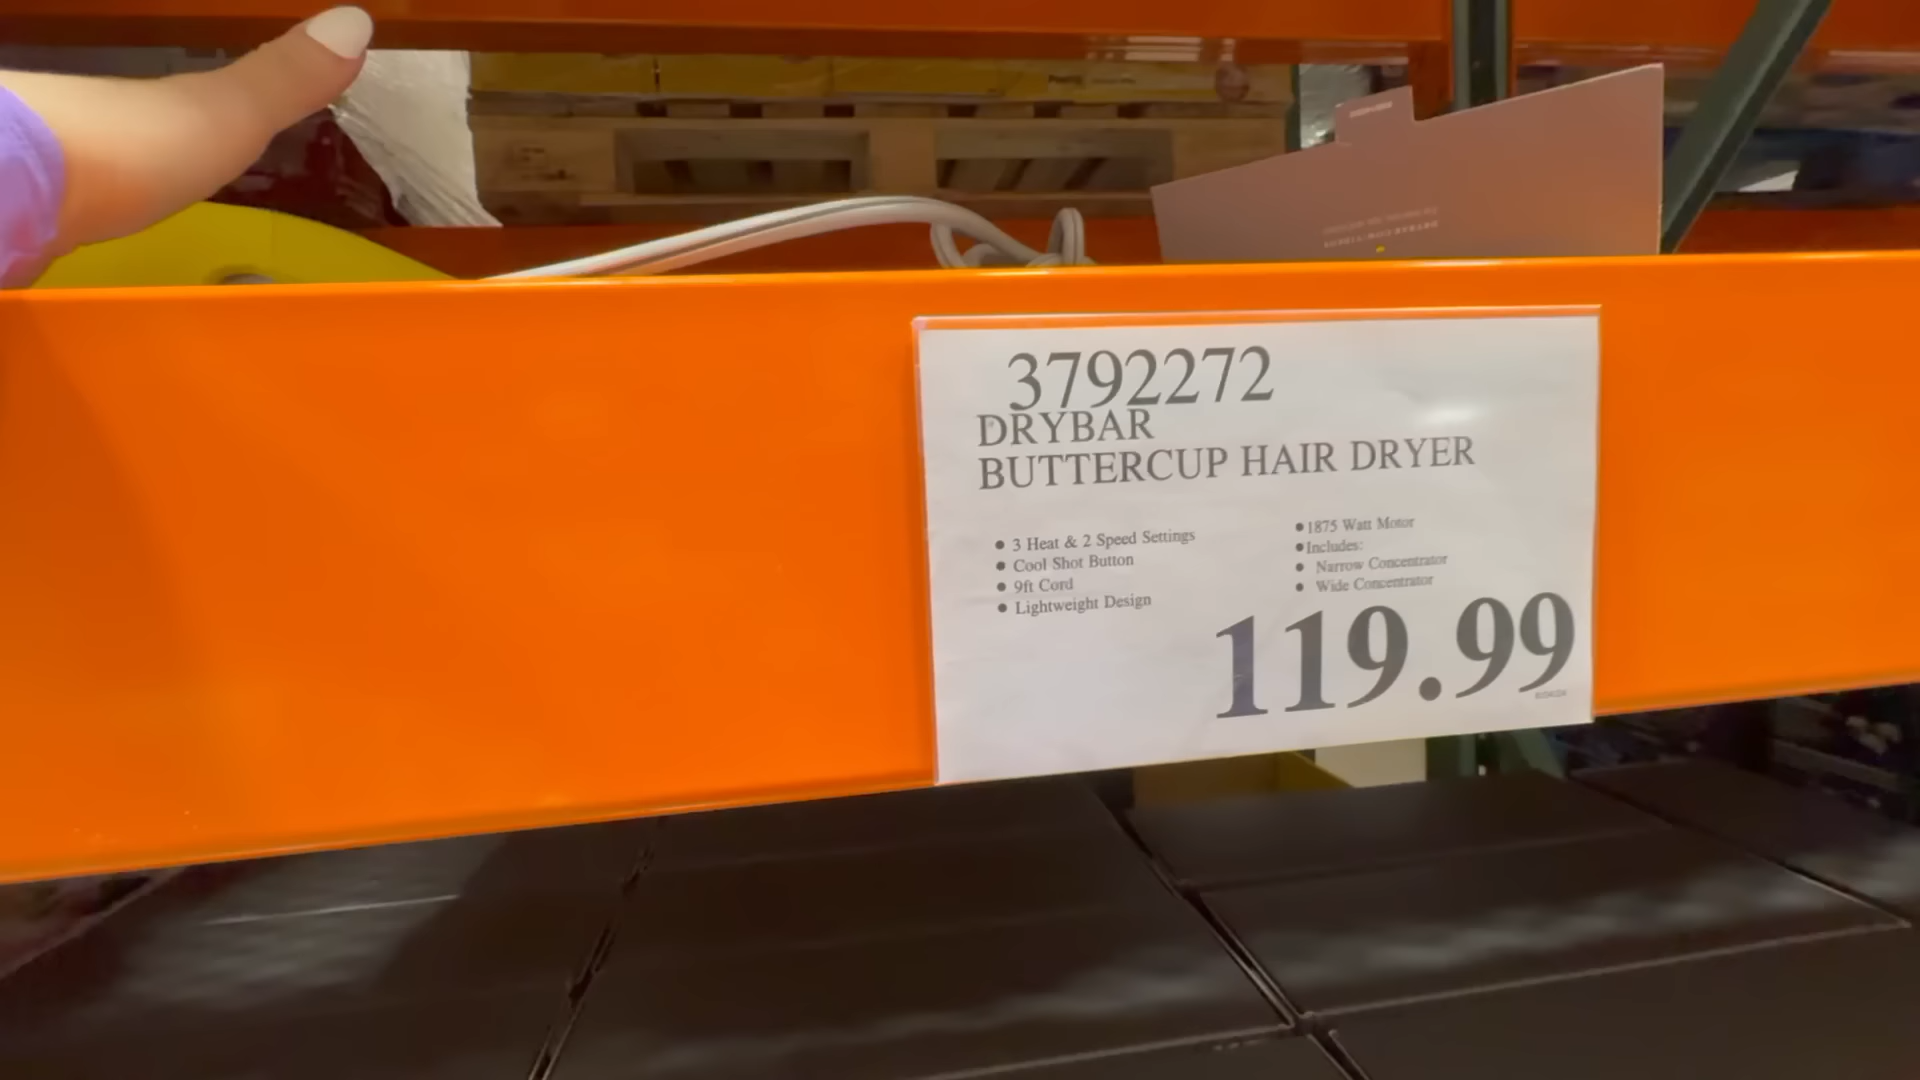 3792272
DRYBAR
BUTTERCUP HAIR DRYER
● 3 Heat & 2 Speed Settings
● Cool Shot Button
● 9ft Cord
● Lightweight Design
● 1875 Watt Motor
● Includes:
● Narrow Concentrator
● Wide Concentrator
119.99